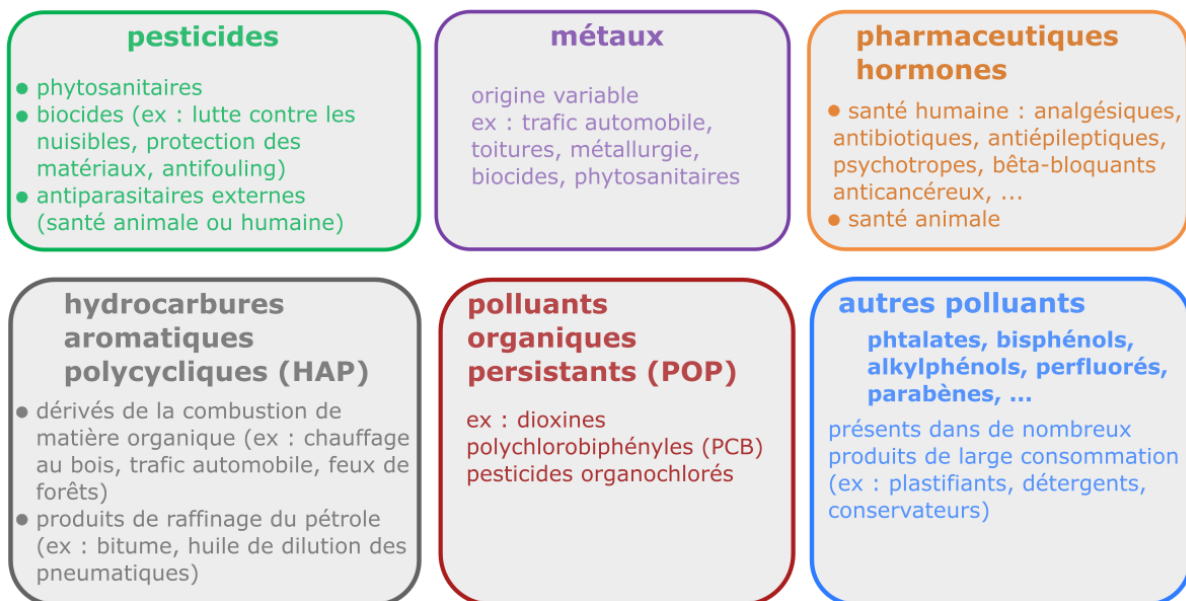 pesticides
● phytosanitaires
● biocides (ex : lutte contre les
nuisibles, protection des
matériaux, antifouling)
● antiparasitaires externes
(santé animale ou humaine)
métaux
origine variable
ex : trafic automobile,
toitures, métallurgie,
biocides, phytosanitaires
pharmaceutiques
hormones
● santé humaine : analgésiques,
antibiotiques, antiépileptiques,
psychotropes, bêta-bloquants
anticancéreux, ...
● santé animale
hydrocarbures
aromatiques
polycycliques (HAP)
● dérivés de la combustion de
matière organique (ex : chauffage
au bois, trafic automobile, feux de
forêts)
● produits de raffinage du pétrole
(ex : bitume, huile de dilution des
pneumatiques)
polluants
organiques
persistants (POP)
ex : dioxines
polychlorobiphényles (PCB)
pesticides organochlorés
autres polluants
phtalates, bisphénols,
alkylphénols, perfluorés,
parabènes, ...
présents dans de nombreux
produits de large consommation
(ex : plastifiants, détergents,
conservateurs)